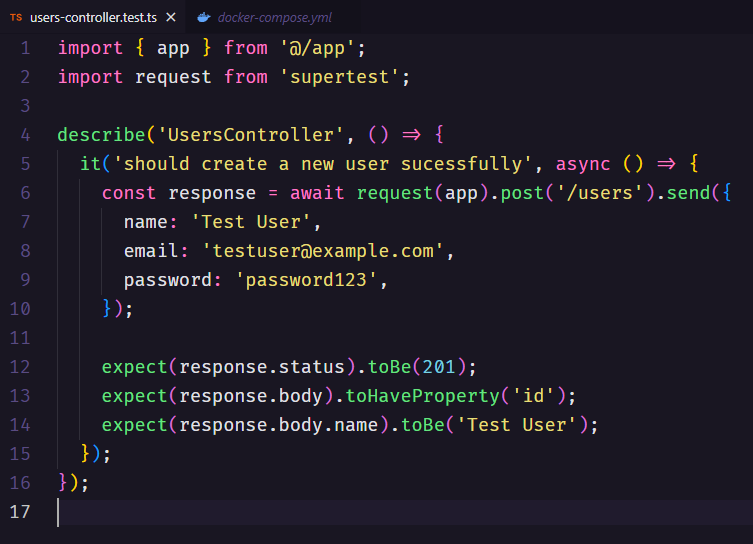 TS users-controller.test.ts × docker-compose.yml
1 import { app } from '@/app';
2 import request from 'supertest';
3
4 describe('UsersController', () => {
5 it('should create a new user sucessfully', async () => {
6 const response = await request(app).post('/users').send({
7 name: 'Test User',
8 email: 'testuser@example.com',
9 password: 'password123',
10 });
11
12 expect(response.status).toBe(201);
13 expect(response.body).toHaveProperty('id');
14 expect(response.body.name).toBe('Test User');
15 });
16 });
17